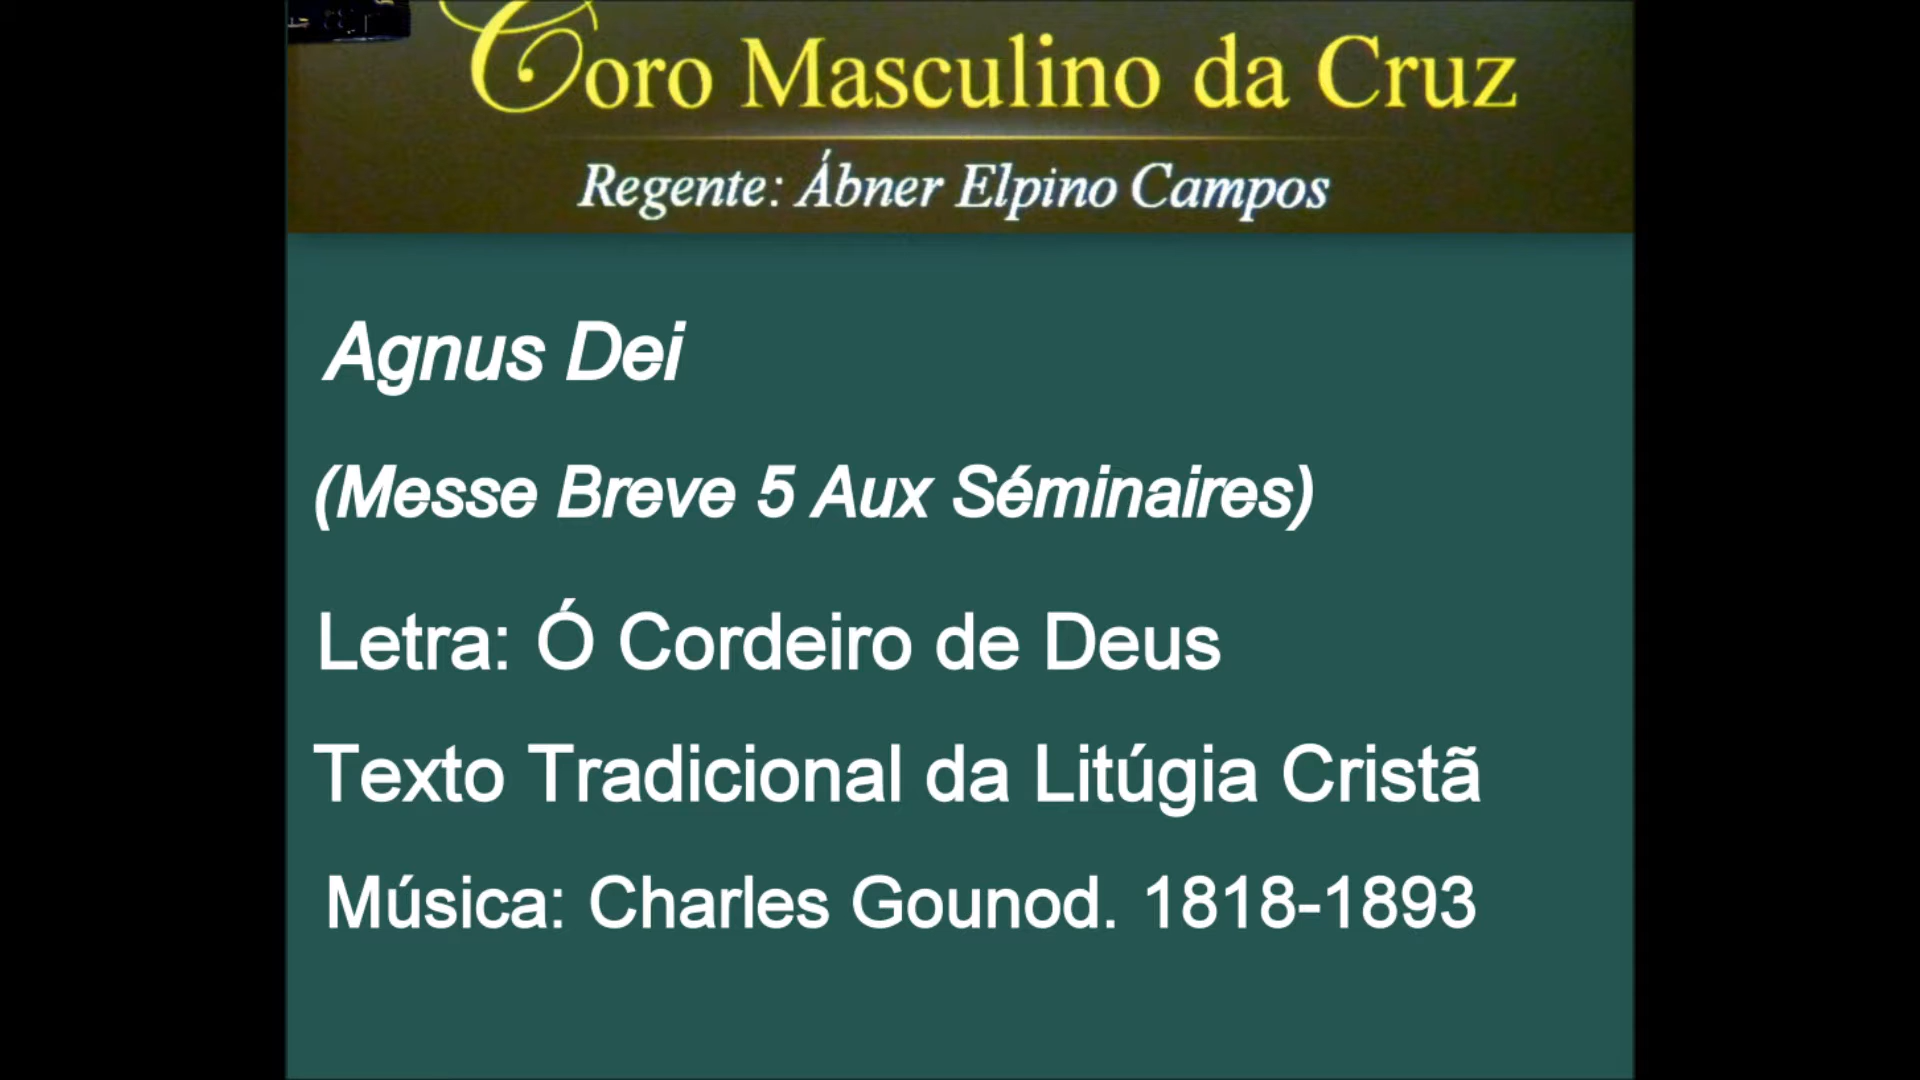 Coro Masculino da Cruz
Regente: Ábner Elpino Campos
Agnus Dei
(Messe Breve 5 Aux Séminaires)
Letra: Ó Cordeiro de Deus
Texto Tradicional da Litúgia Cristã
Música: Charles Gounod. 1818-1893